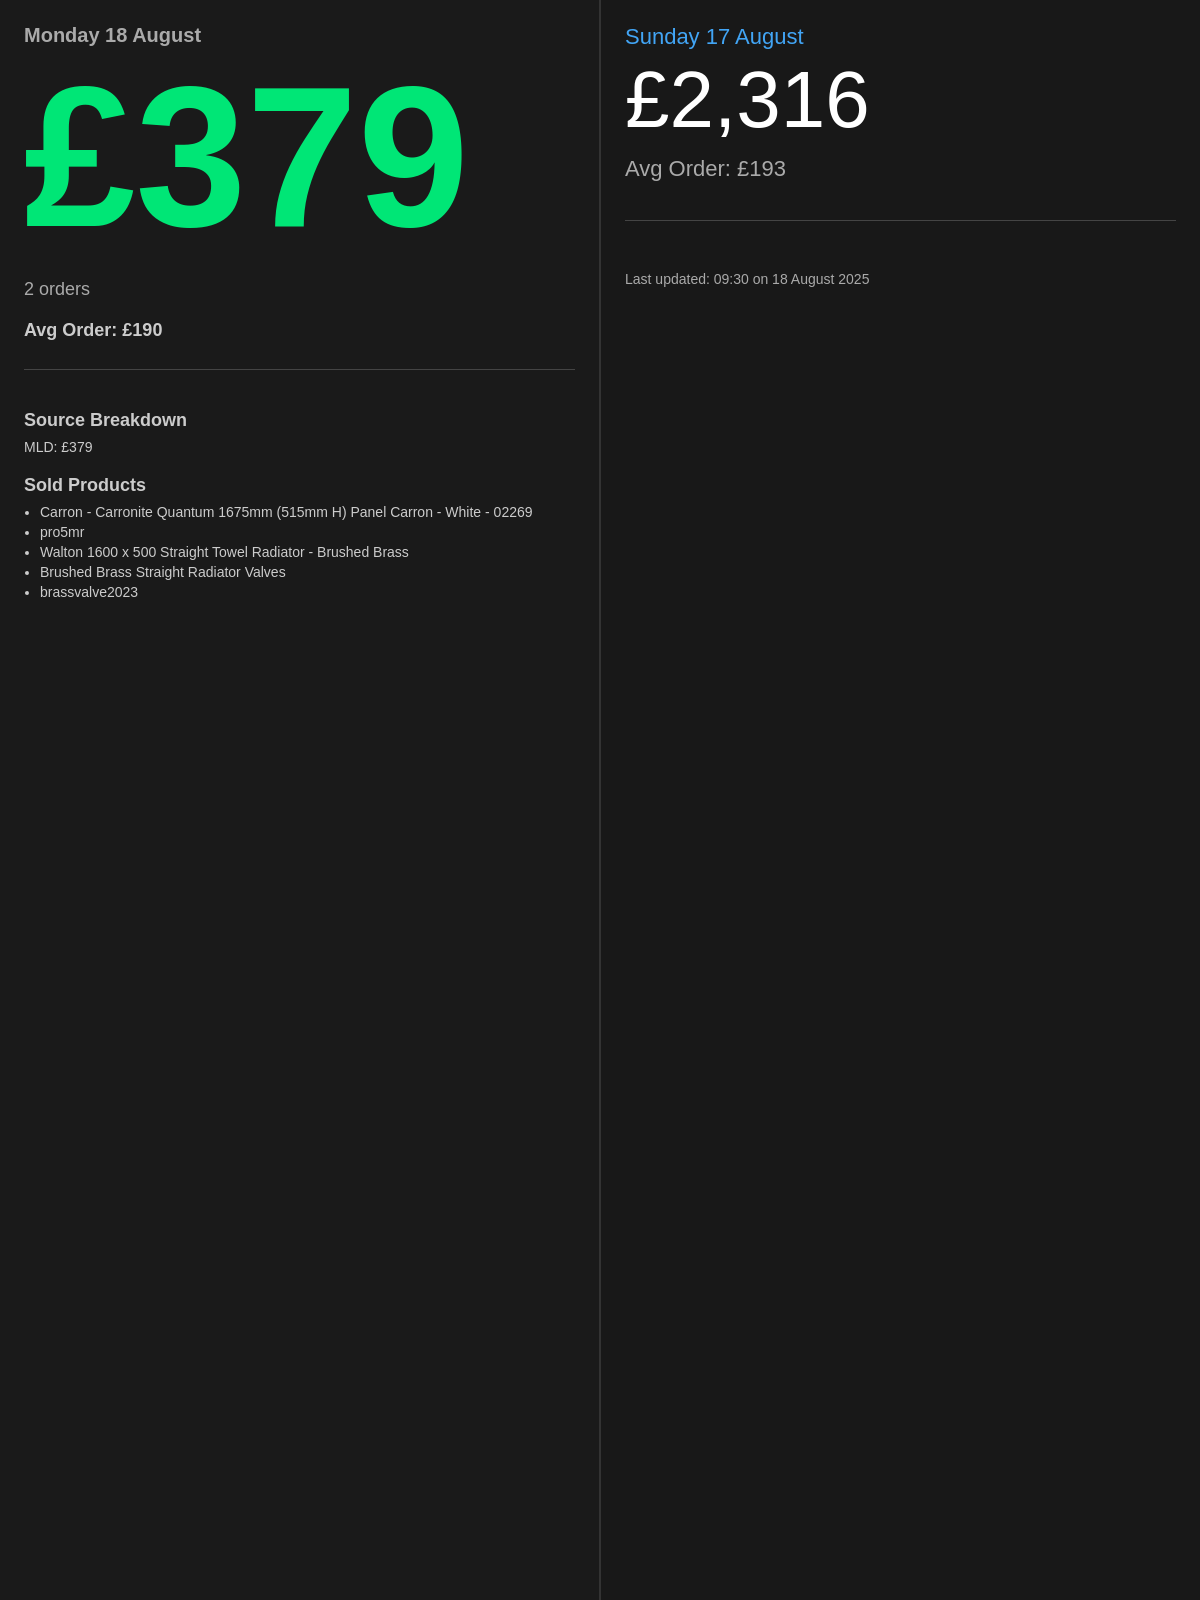 Monday 18 August
£379
2 orders
Avg Order: £190
Source Breakdown
MLD: £379
Sold Products
• Carron - Carronite Quantum 1675mm (515mm H) Panel Carron - White - 02269
• pro5mr
• Walton 1600 x 500 Straight Towel Radiator - Brushed Brass
• Brushed Brass Straight Radiator Valves
• brassvalve2023
Sunday 17 August
£2,316
Avg Order: £193
Last updated: 09:30 on 18 August 2025